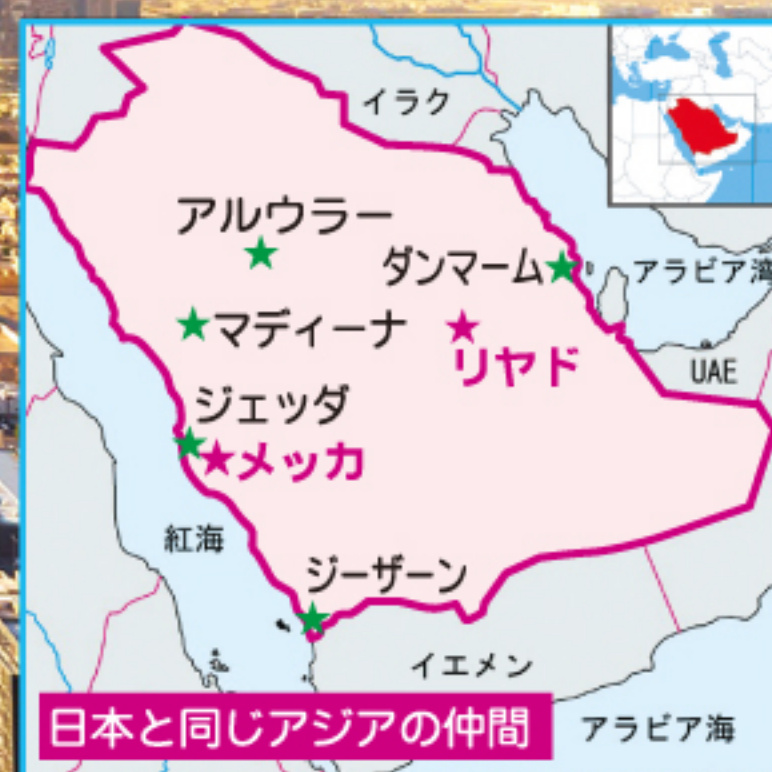 イラク
アルウラー
ダンマーム
アラビア湾
マディーナ
リヤド
UAE
ジェッダ
メッカ
紅海
ジーザーン
イエメン
日本と同じアジアの仲間
アラビア海